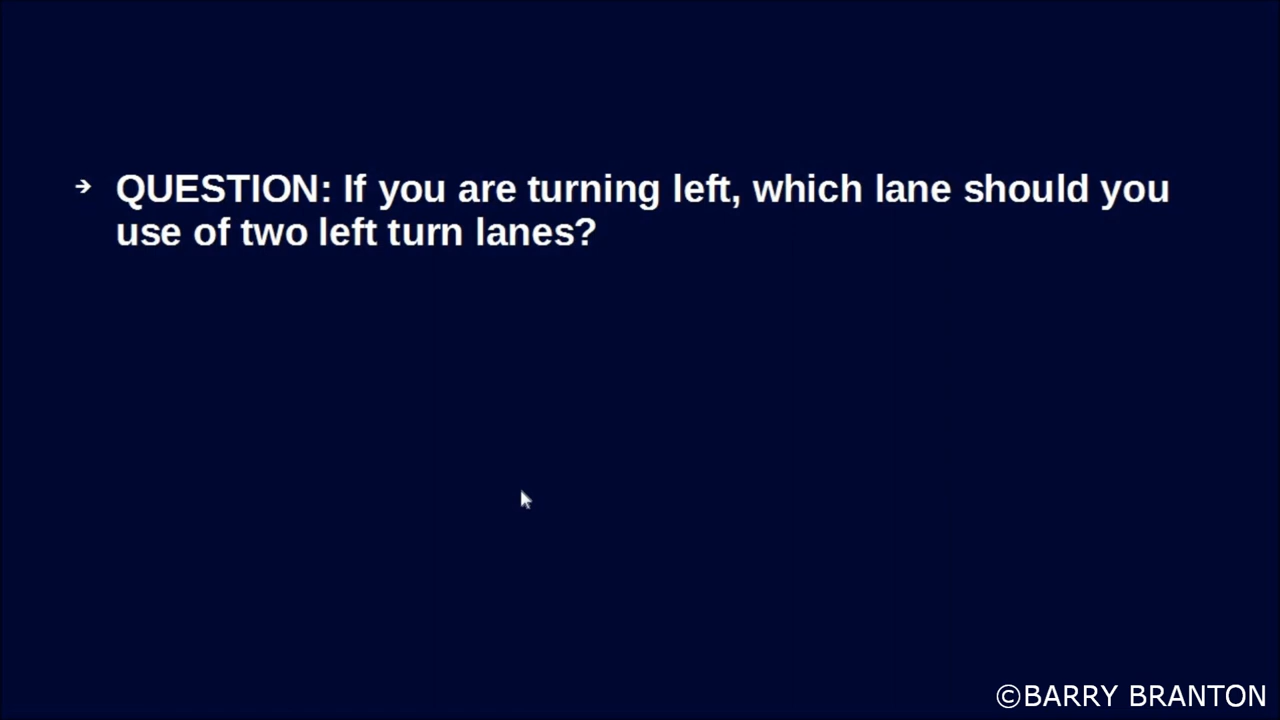 → QUESTION: If you are turning left, which lane should you
use of two left turn lanes?
©BARRY BRANTON